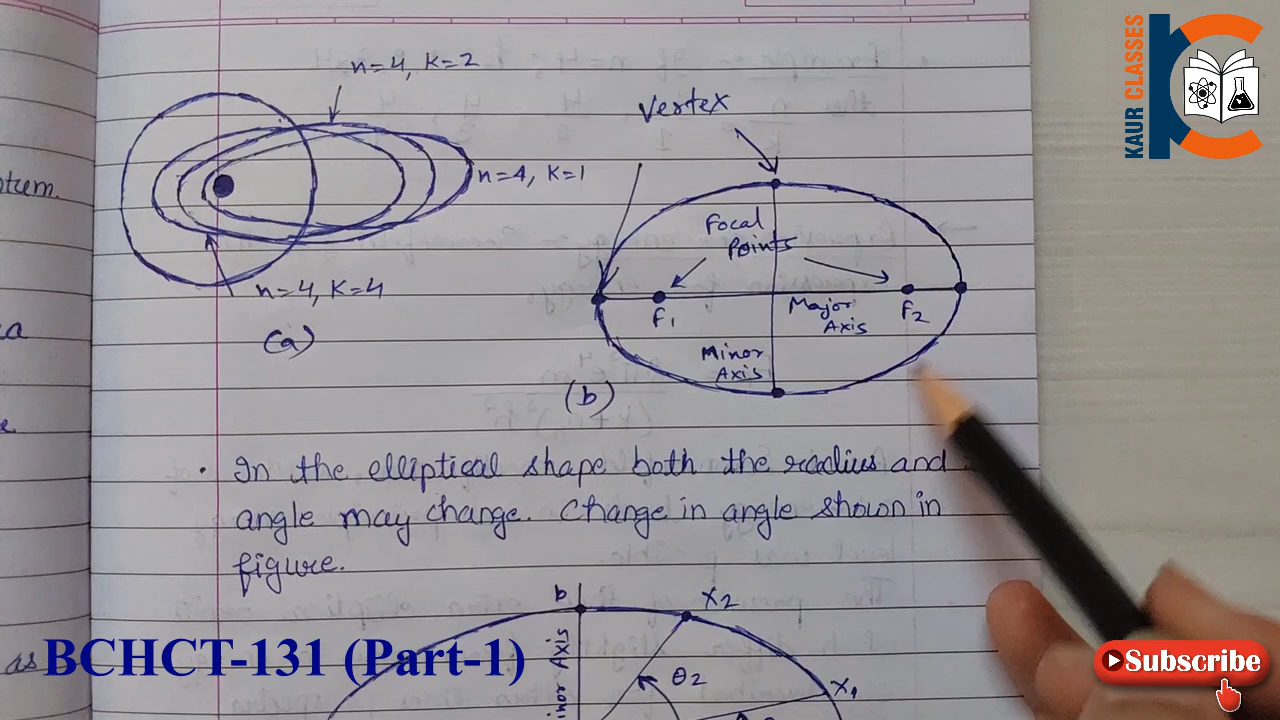 n=4, K=2
n=4, K=1
n=4, K=4
(a)
Vertex
Focal
Points
F1
F2
Major
Axis
Minor
Axis
(b)
• In the elliptical shape both the radius and
angle may change. Change in angle shown in
figure.
b
X2
θ2
X1
inor Axis
a
e.
as
BCHCT-131 (Part-1)
KAUR CLASSES
Subscribe